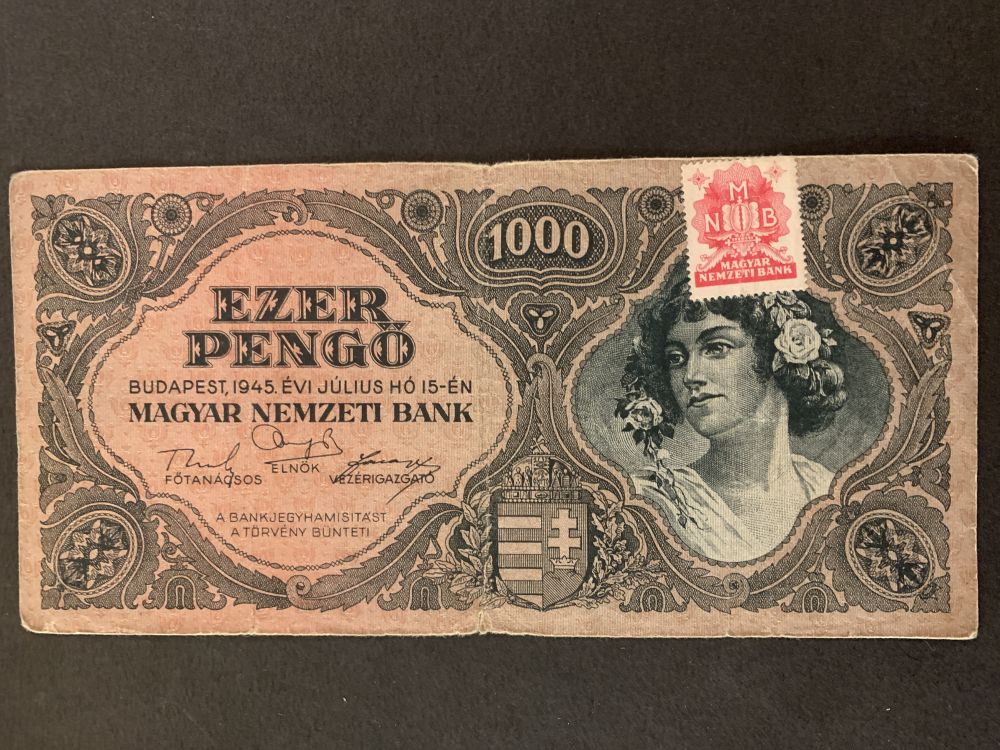 1000
M
N B
MAGYAR
NEMZETI BANK
EZER
PENGŐ
BUDAPEST, 1945. ÉVI JÚLIUS HÓ 15-ÉN
MAGYAR NEMZETI BANK
ELNÖK
FŐTANÁCSOS VEZÉRIGAZGATÓ
A BANKJEGYHAMISITÁST
A TÖRVÉNY BÜNTETI